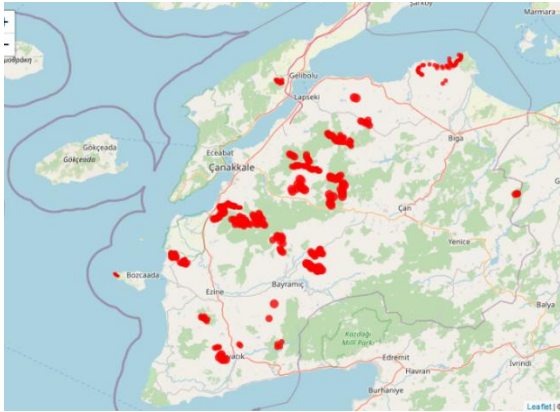 +
−
Şarköy
Marmara
Gelibolu
Lapseki
Biga
Gökçeada
Gökçeada
Eceabat
Çanakkale
Çan
Yenice
Bozcaada
Ezine
Bayramiç
Balya
Kazdağı
Milli Parkı
Edremit
Havran
İvrindi
Burhaniye
Leaflet |